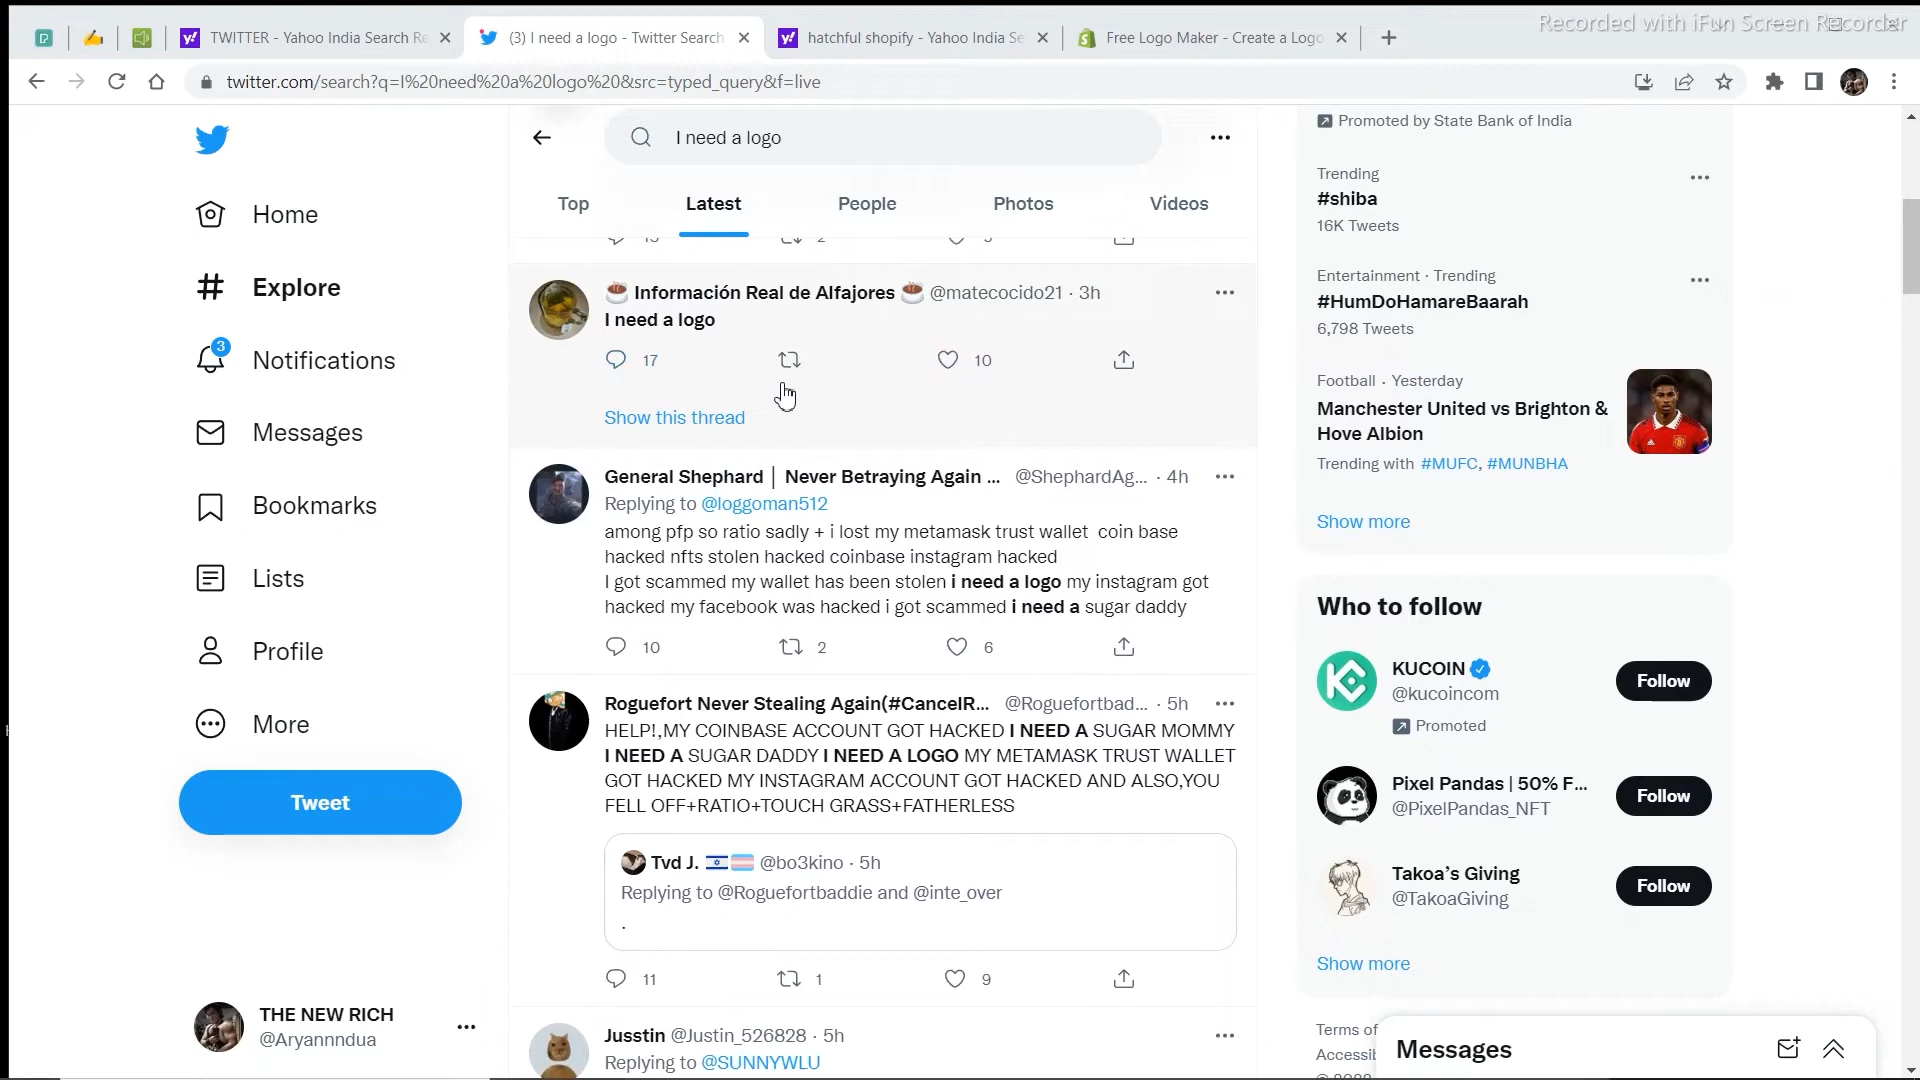 Recorded with iFun Screen Recorder
TWITTER - Yahoo India Search Re
(3) I need a logo - Twitter Search
hatchful shopify - Yahoo India Se
Free Logo Maker - Create a Logo
twitter.com/search?q=I%20need%20a%20logo%20&src=typed_query&f=live
I need a logo
Top
Latest
People
Photos
Videos
Home
Explore
3
Notifications
Messages
Bookmarks
Lists
Profile
More
Tweet
THE NEW RICH
@Aryannndua
Información Real de Alfajores @matecocido21 · 3h
I need a logo
17
10
Show this thread
General Shephard | Never Betraying Again ... @ShephardAg... · 4h
Replying to @loggoman512
among pfp so ratio sadly + i lost my metamask trust wallet coin base
hacked nfts stolen hacked coinbase instagram hacked
I got scammed my wallet has been stolen i need a logo my instagram got
hacked my facebook was hacked i got scammed i need a sugar daddy
10
2
6
Roguefort Never Stealing Again(#CancelR... @Roguefortbad... · 5h
HELP!,MY COINBASE ACCOUNT GOT HACKED I NEED A SUGAR MOMMY
I NEED A SUGAR DADDY I NEED A LOGO MY METAMASK TRUST WALLET
GOT HACKED MY INSTAGRAM ACCOUNT GOT HACKED AND ALSO,YOU
FELL OFF+RATIO+TOUCH GRASS+FATHERLESS
Tvd J. @bo3kino · 5h
Replying to @Roguefortbaddie and @inte_over
.
11
1
9
Jusstin @Justin_526828 · 5h
Replying to @SUNNYWLU
Promoted by State Bank of India
Trending
#shiba
16K Tweets
Entertainment · Trending
#HumDoHamareBaarah
6,798 Tweets
Football · Yesterday
Manchester United vs Brighton &
Hove Albion
Trending with #MUFC, #MUNBHA
Show more
Who to follow
KUCOIN
@kucoincom
Promoted
Follow
Pixel Pandas | 50% F...
@PixelPandas_NFT
Follow
Takoa's Giving
@TakoaGiving
Follow
Show more
Terms of
Accessib
Messages